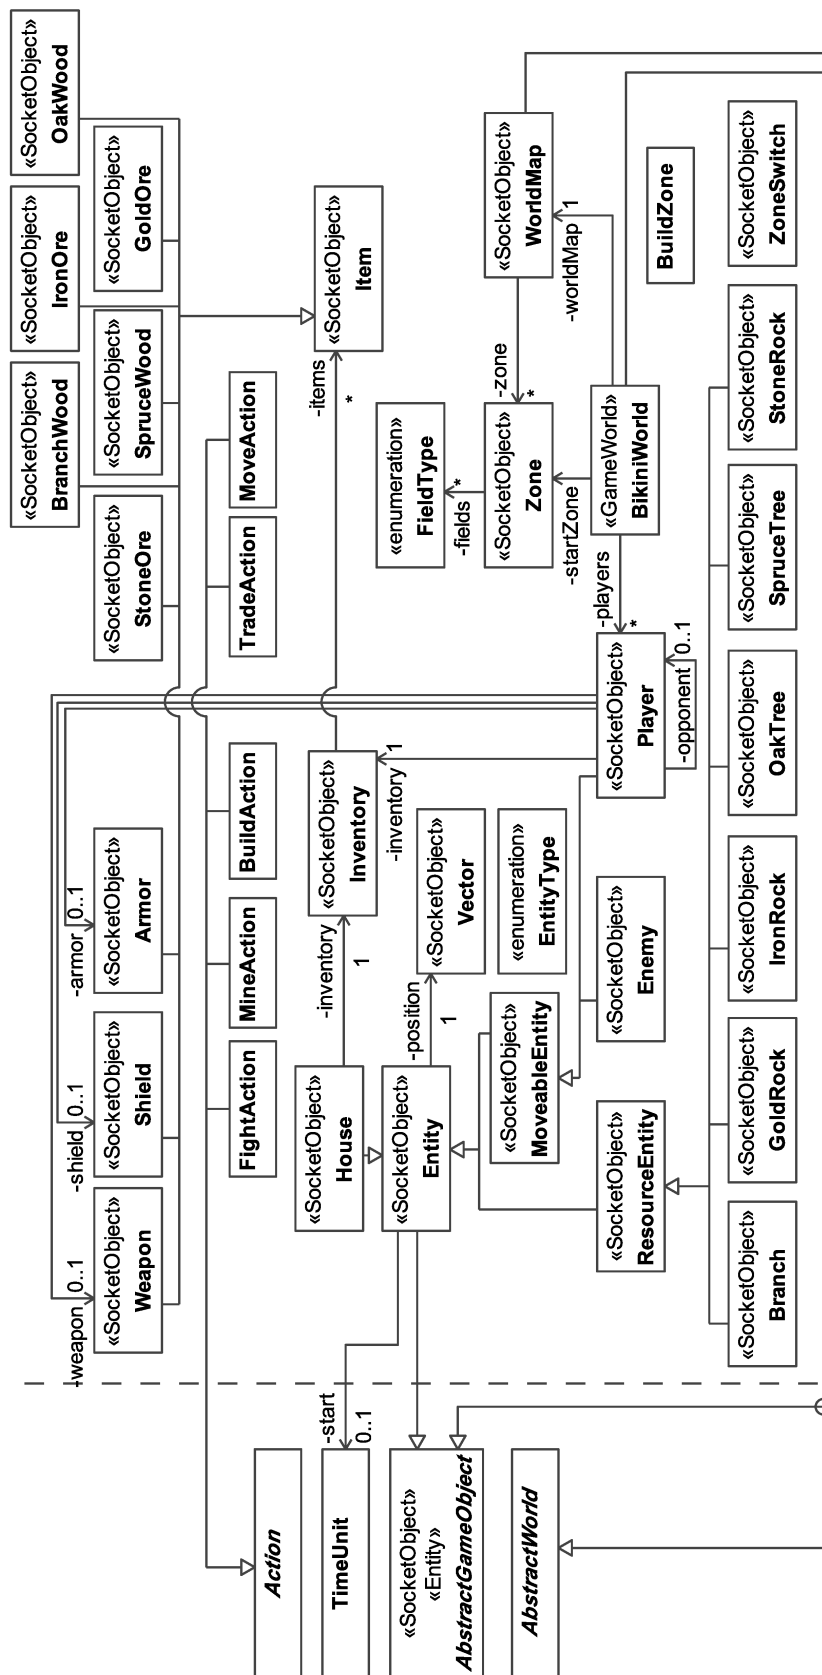 «SocketObject»
OakWood
«SocketObject»
IronOre
«SocketObject»
BranchWood
«SocketObject»
GoldOre
«SocketObject»
SpruceWood
«SocketObject»
StoneOre
-armor
0..1
«SocketObject»
Armor
-shield
0..1
«SocketObject»
Shield
-weapon
0..1
«SocketObject»
Weapon
MoveAction
TradeAction
BuildAction
MineAction
FightAction
Action
«SocketObject»
Item
-items
*
«SocketObject»
Inventory
-inventory
1
-inventory
1
«SocketObject»
House
-start
0..1
TimeUnit
«enumeration»
FieldType
-fields
*
«SocketObject»
Vector
-position
1
«SocketObject»
Entity
«SocketObject»
«Entity»
AbstractGameObject
«SocketObject»
WorldMap
-worldMap
1
-zone
*
«SocketObject»
Zone
-startZone
«enumeration»
EntityType
«SocketObject»
MoveableEntity
AbstractWorld
«GameWorld»
BikiniWorld
-players
*
«SocketObject»
Player
-opponent
0..1
«SocketObject»
Enemy
«SocketObject»
ResourceEntity
BuildZone
«SocketObject»
ZoneSwitch
«SocketObject»
StoneRock
«SocketObject»
SpruceTree
«SocketObject»
OakTree
«SocketObject»
IronRock
«SocketObject»
GoldRock
«SocketObject»
Branch